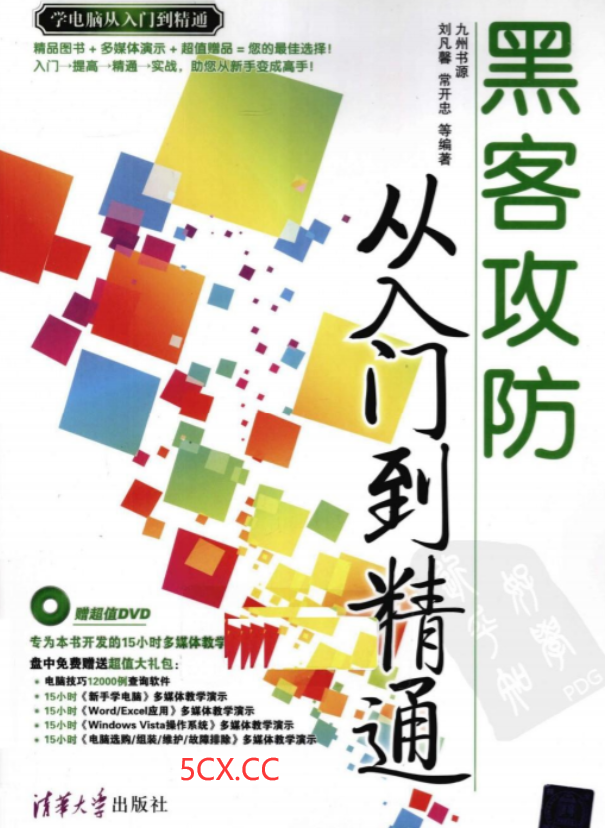 学电脑从入门到精通
精品图书+多媒体演示+超值赠品=您的最佳选择!
入门→提高→精通→实战,助您从新手变成高手!
九州书源
刘凡馨 常开忠 等编著
黑客攻防
从入门到精通
赠超值DVD
专为本书开发的15小时多媒体教学
盘中免费赠送超值大礼包:
• 电脑技巧12000例查询软件
• 15小时《新手学电脑》多媒体教学演示
• 15小时《Word/Excel应用》多媒体教学演示
• 15小时《Windows Vista操作系统》多媒体教学演示
• 15小时《电脑选购/组装/维护/故障排除》多媒体教学演示
5CX.CC
清华大学出版社
PDG